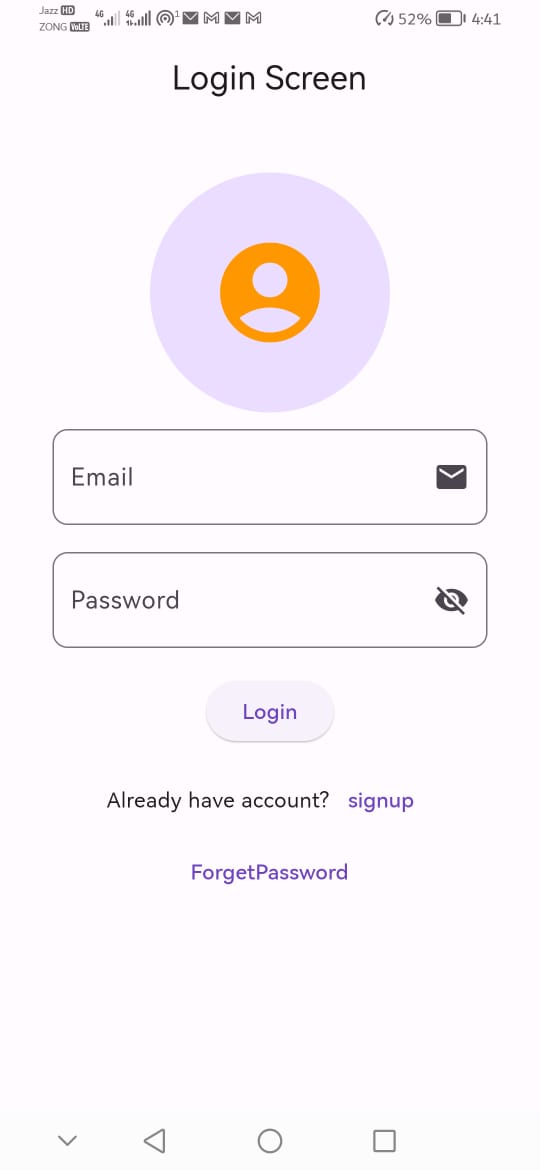 Jazz HD
ZONG VoLTE 4G 4G 1 52% 4:41
Login Screen
Email
Password
Login
Already have account? signup
ForgetPassword